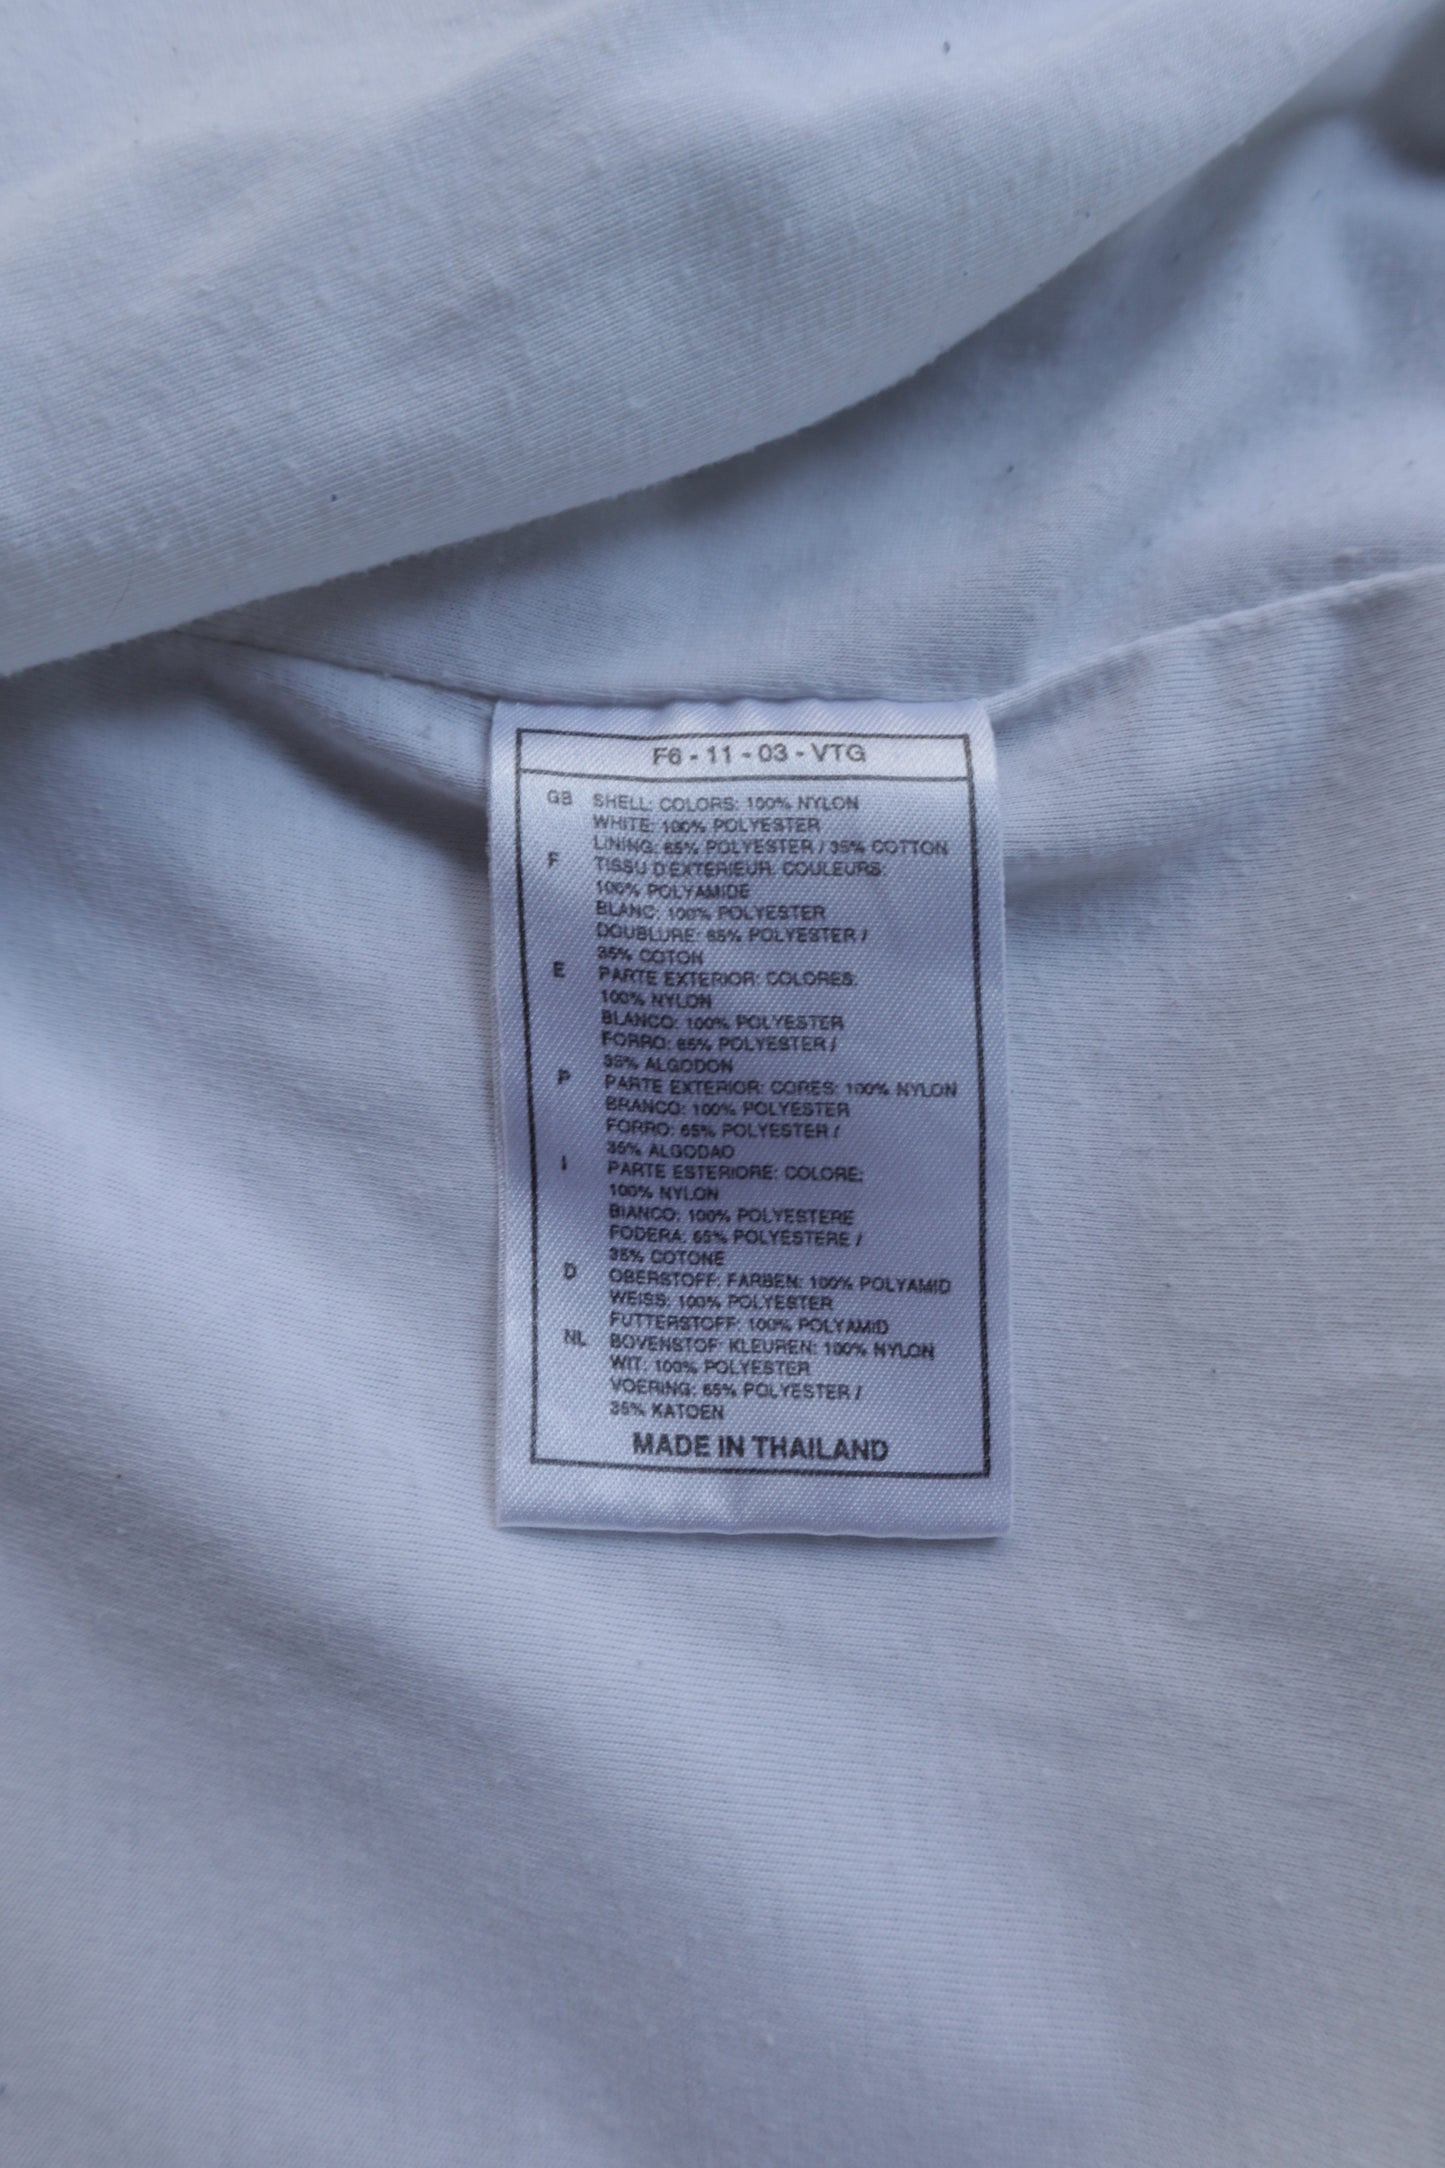 F6 - 11 - 03 - VTG
GB SHELL: COLORS: 100% NYLON
WHITE: 100% POLYESTER
LINING: 65% POLYESTER / 35% COTTON
F TISSU D'EXTERIEUR: COULEURS:
100% POLYAMIDE
BLANC: 100% POLYESTER
DOUBLURE: 65% POLYESTER /
35% COTON
E PARTE EXTERIOR: COLORES:
100% NYLON
BLANCO: 100% POLYESTER
FORRO: 65% POLYESTER /
35% ALGODON
P PARTE EXTERIOR: CORES: 100% NYLON
BRANCO: 100% POLYESTER
FORRO: 65% POLYESTER /
35% ALGODAO
I PARTE ESTERIORE: COLORE:
100% NYLON
BIANCO: 100% POLYESTERE
FODERA: 65% POLYESTERE /
35% COTONE
D OBERSTOFF: FARBEN: 100% POLYAMID
WEISS: 100% POLYESTER
FUTTERSTOFF: 100% POLYAMID
NL BOVENSTOF: KLEUREN: 100% NYLON
WIT: 100% POLYESTER
VOERING: 65% POLYESTER /
35% KATOEN
MADE IN THAILAND